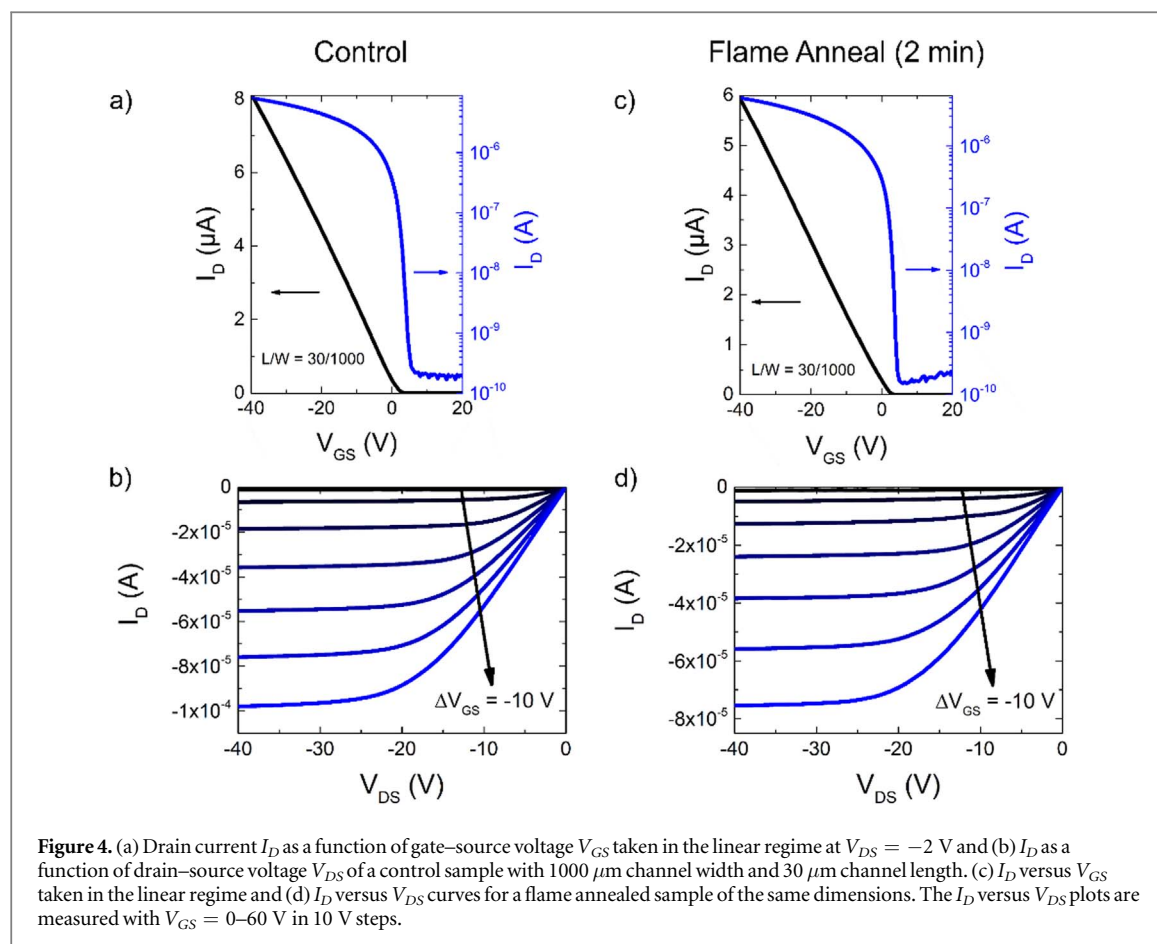 Control
Flame Anneal (2 min)
a)
8
6
4
2
0
I_D (μA)
10⁻⁶
10⁻⁷
10⁻⁸
10⁻⁹
10⁻¹⁰
I_D (A)
L/W = 30/1000
-40 -20 0 20
V_GS (V)
c)
6
5
4
3
2
1
0
I_D (μA)
10⁻⁶
10⁻⁷
10⁻⁸
10⁻⁹
10⁻¹⁰
I_D (A)
L/W = 30/1000
-40 -20 0 20
V_GS (V)
b)
0
-2x10⁻⁵
-4x10⁻⁵
-6x10⁻⁵
-8x10⁻⁵
-1x10⁻⁴
I_D (A)
ΔV_GS = -10 V
-40 -30 -20 -10 0
V_DS (V)
d)
0
-2x10⁻⁵
-4x10⁻⁵
-6x10⁻⁵
-8x10⁻⁵
I_D (A)
ΔV_GS = -10 V
-40 -30 -20 -10 0
V_DS (V)
Figure 4. (a) Drain current I_D as a function of gate–source voltage V_GS taken in the linear regime at V_DS = −2 V and (b) I_D as a
function of drain–source voltage V_DS of a control sample with 1000 μm channel width and 30 μm channel length. (c) I_D versus V_GS
taken in the linear regime and (d) I_D versus V_DS curves for a flame annealed sample of the same dimensions. The I_D versus V_DS plots are
measured with V_GS = 0–60 V in 10 V steps.